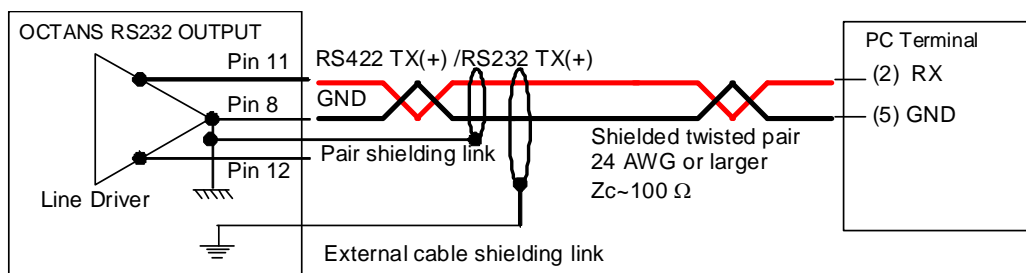 OCTANS RS232 OUTPUT
Pin 11
RS422 TX(+) /RS232 TX(+)
PC Terminal
(2) RX
Pin 8
GND
(5) GND
Pair shielding link
Shielded twisted pair
24 AWG or larger
Zc~100 Ω
Pin 12
Line Driver
External cable shielding link